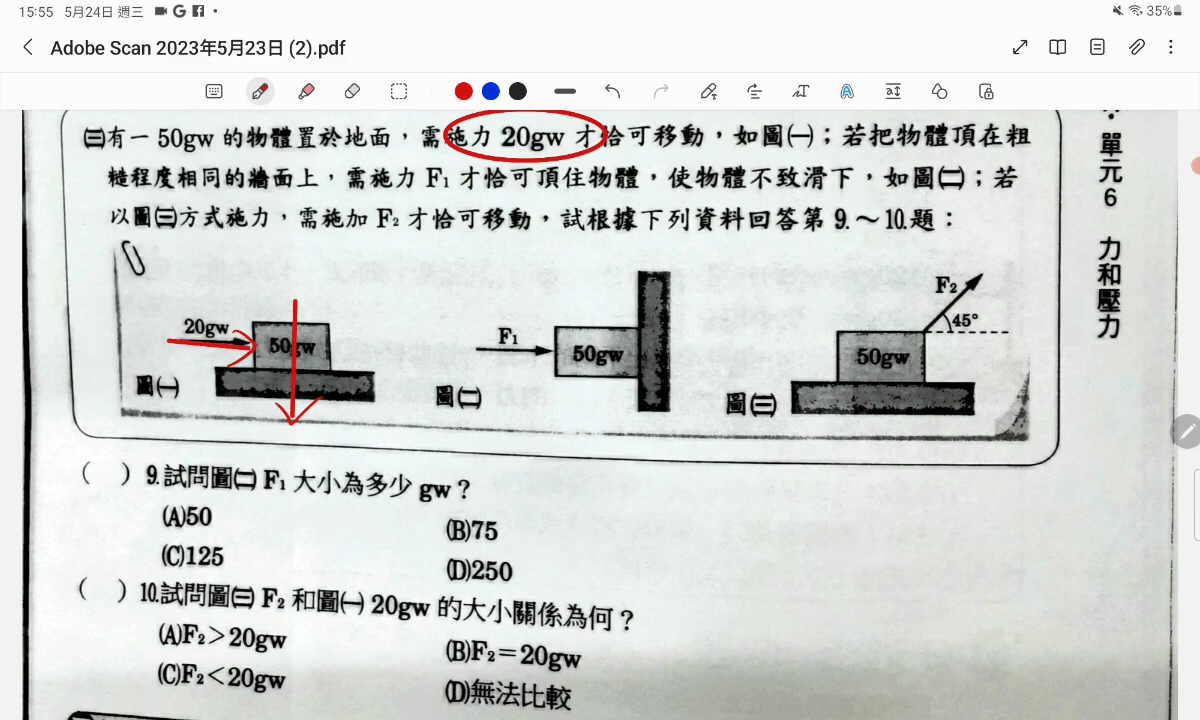 15:55 5月24日 週三 G 35%
Adobe Scan 2023年5月23日 (2).pdf
㈢有一 50gw 的物體置於地面，需施力 20gw 才恰可移動，如圖㈠；若把物體頂在粗
糙程度相同的牆面上，需施力 F₁ 才恰可頂住物體，使物體不致滑下，如圖㈡；若
以圖㈢方式施力，需施加 F₂ 才恰可移動，試根據下列資料回答第 9.～10.題：
20gw
50gw
圖㈠
F₁
50gw
圖㈡
F₂
45°
50gw
圖㈢
( ) 9.試問圖㈡ F₁ 大小為多少 gw？
(A)50
(B)75
(C)125
(D)250
( ) 10.試問圖㈢ F₂ 和圖㈠ 20gw 的大小關係為何？
(A)F₂＞20gw
(B)F₂＝20gw
(C)F₂＜20gw
(D)無法比較
單元 6 力和壓力